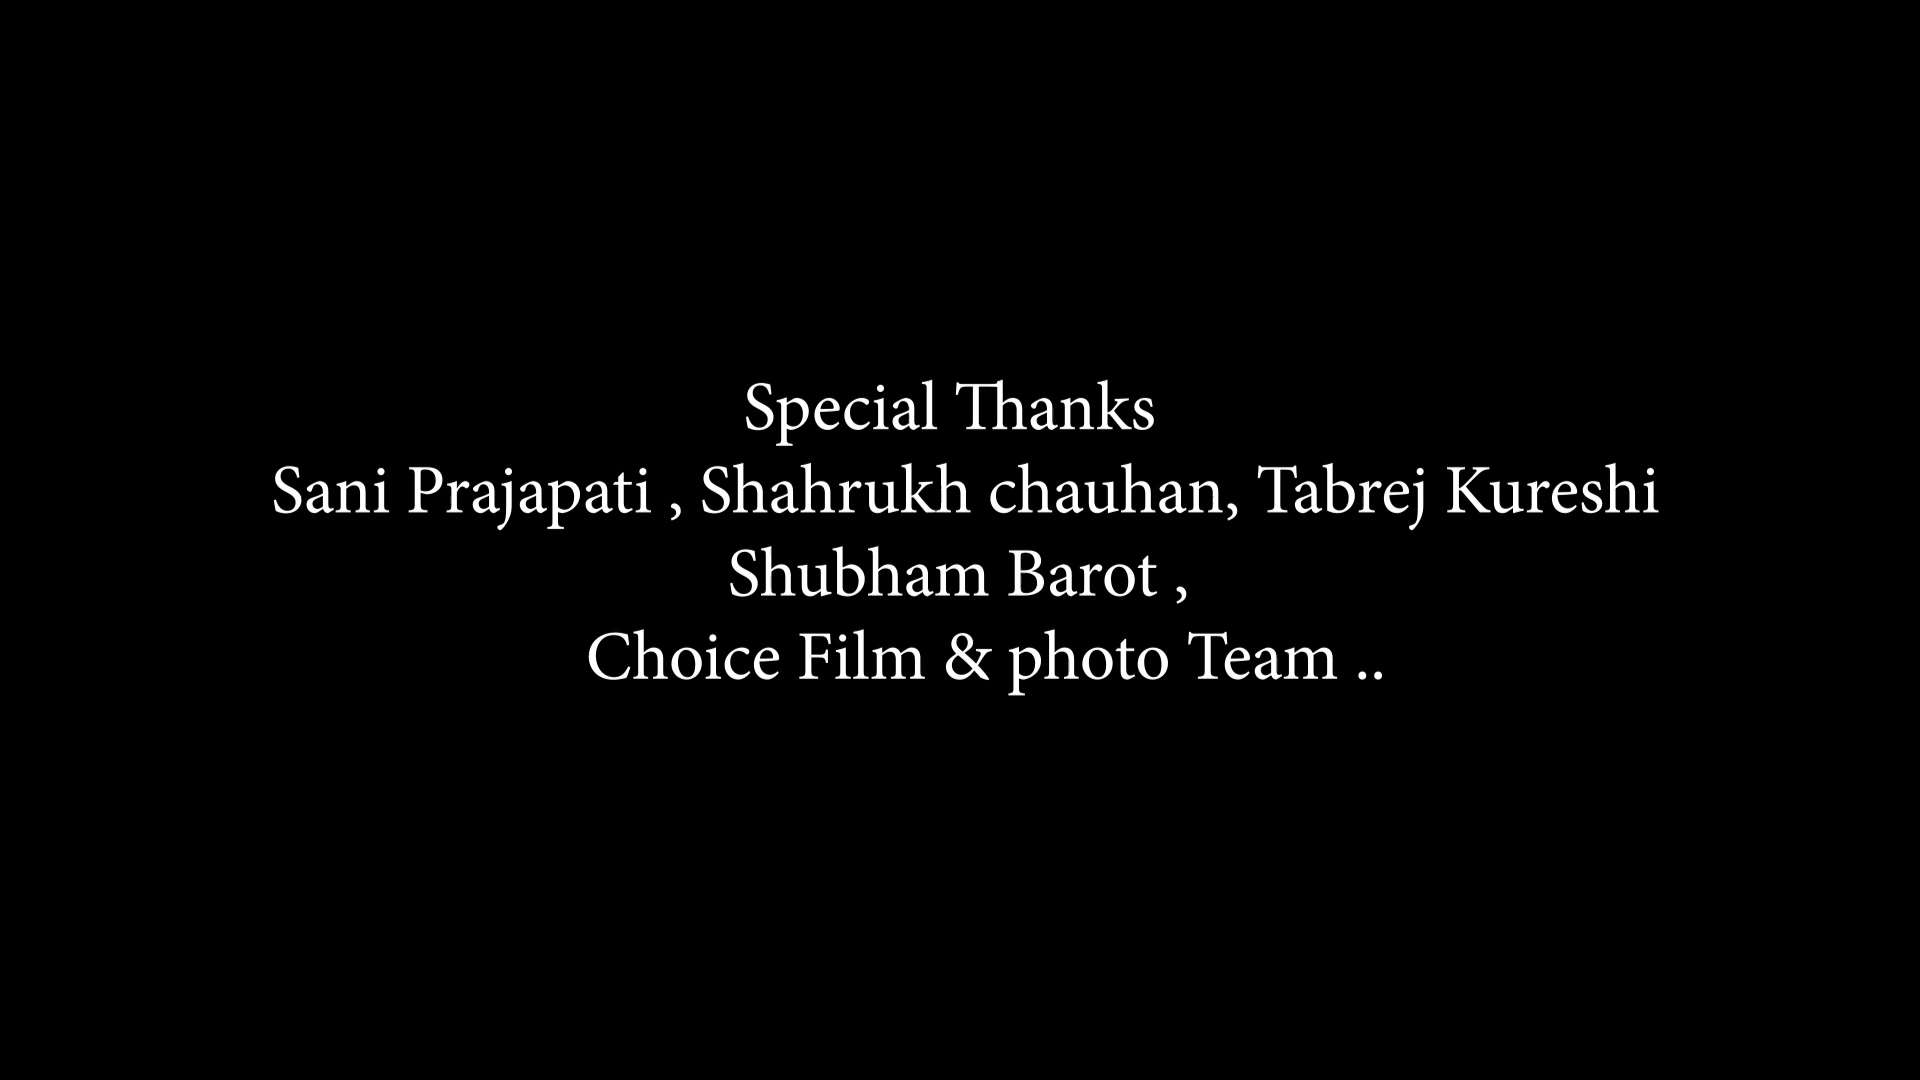 Special Thanks
Sani Prajapati , Shahrukh chauhan, Tabrej Kureshi
Shubham Barot ,
Choice Film & photo Team ..